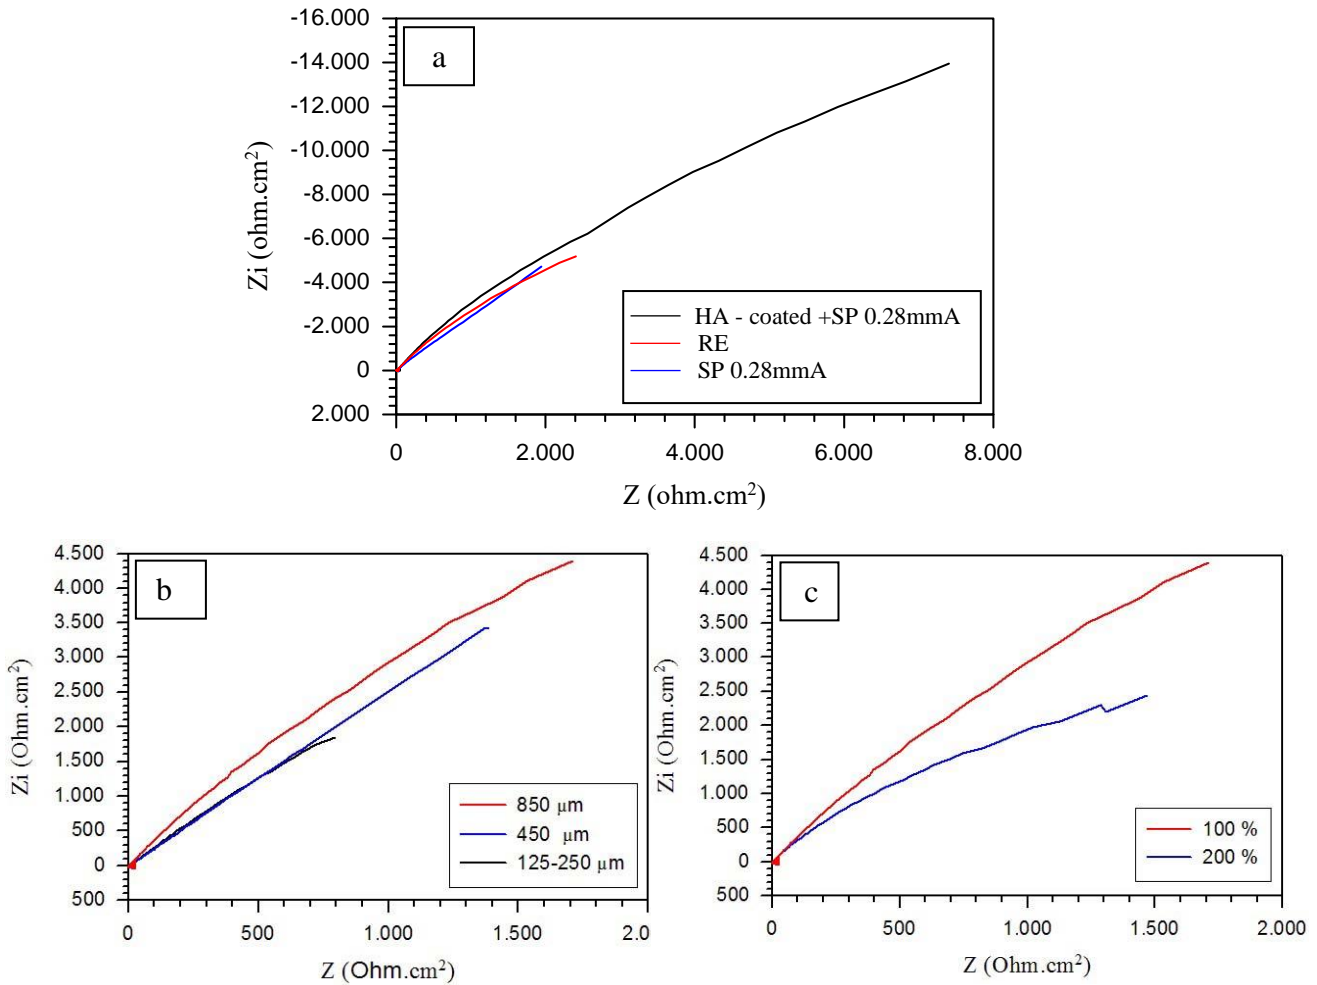 a
-16.000
-14.000
-12.000
-10.000
-8.000
-6.000
-4.000
-2.000
0
2.000
Zi (ohm.cm²)
HA - coated +SP 0.28mmA
RE
SP 0.28mmA
0 2.000 4.000 6.000 8.000
Z (ohm.cm²)
b
4.500
4.000
3.500
3.000
2.500
2.000
1.500
1.000
500
0
500
Zi (Ohm.cm²)
850 µm
450 µm
125-250 µm
0 500 1.000 1.500 2.0
Z (Ohm.cm²)
c
4.500
4.000
3.500
3.000
2.500
2.000
1.500
1.000
500
0
500
Zi (Ohm.cm²)
100 %
200 %
0 500 1.000 1.500 2.000
Z (Ohm.cm²)